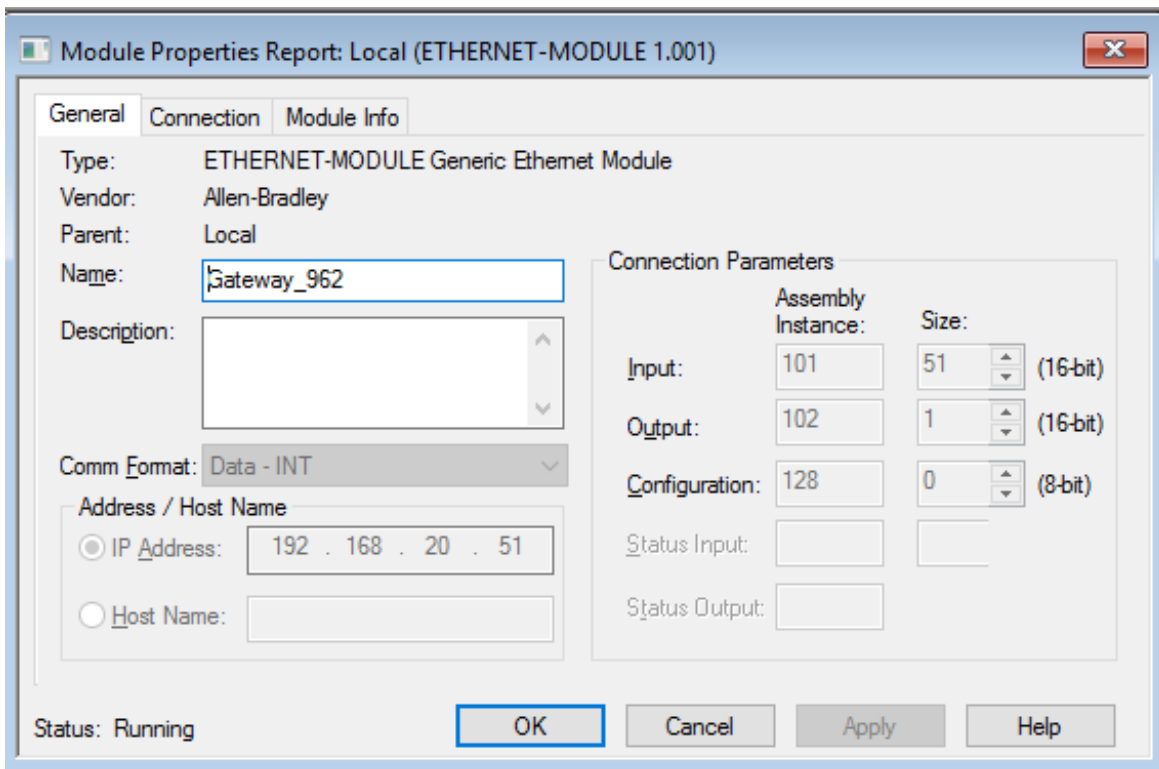 Module Properties Report: Local (ETHERNET-MODULE 1.001)
General Connection Module Info
Type: ETHERNET-MODULE Generic Ethernet Module
Vendor: Allen-Bradley
Parent: Local
Name: Gateway_962
Description:
Comm Format: Data - INT
Address / Host Name
IP Address: 192 . 168 . 20 . 51
Host Name:
Connection Parameters
Assembly
Instance: Size:
Input: 101 51 (16-bit)
Output: 102 1 (16-bit)
Configuration: 128 0 (8-bit)
Status Input:
Status Output:
Status: Running
OK Cancel Apply Help